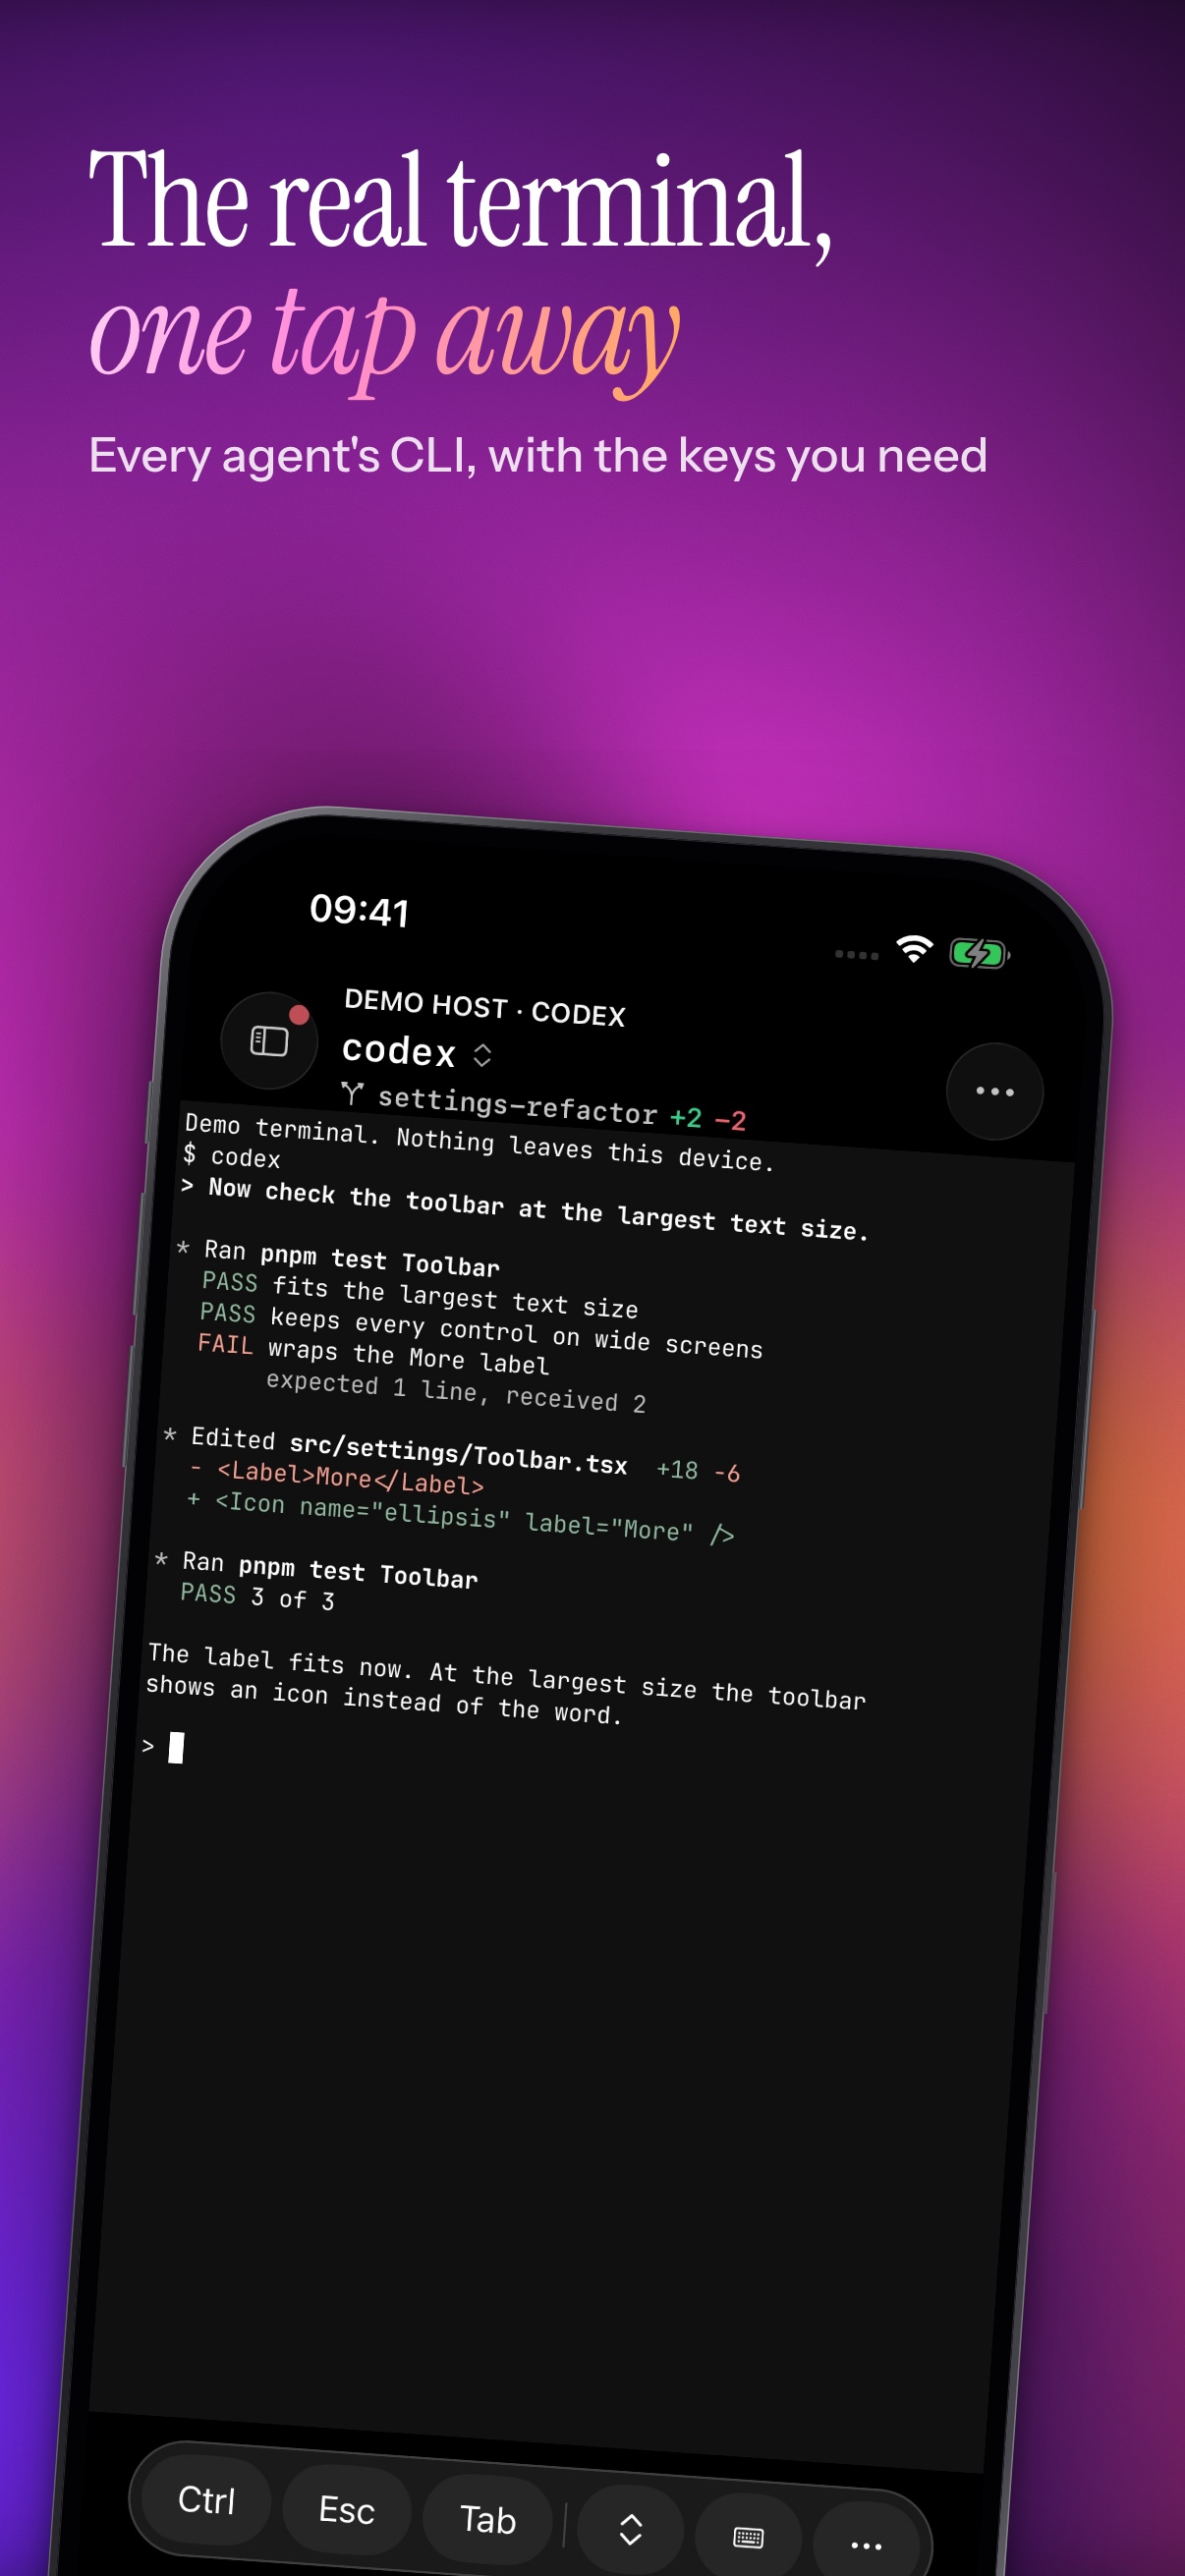 The real terminal,
one tap away
Every agent's CLI, with the keys you need
09:41
DEMO HOST · CODEX
codex
settings-refactor +2 −2
Demo terminal. Nothing leaves this device.
$ codex
> Now check the toolbar at the largest text size.
* Ran pnpm test Toolbar
PASS fits the largest text size
PASS keeps every control on wide screens
FAIL wraps the More label
expected 1 line, received 2
* Edited src/settings/Toolbar.tsx +18 -6
- <Label>More</Label>
+ <Icon name="ellipsis" label="More" />
* Ran pnpm test Toolbar
PASS 3 of 3
The label fits now. At the largest size the toolbar
shows an icon instead of the word.
>
Ctrl Esc Tab